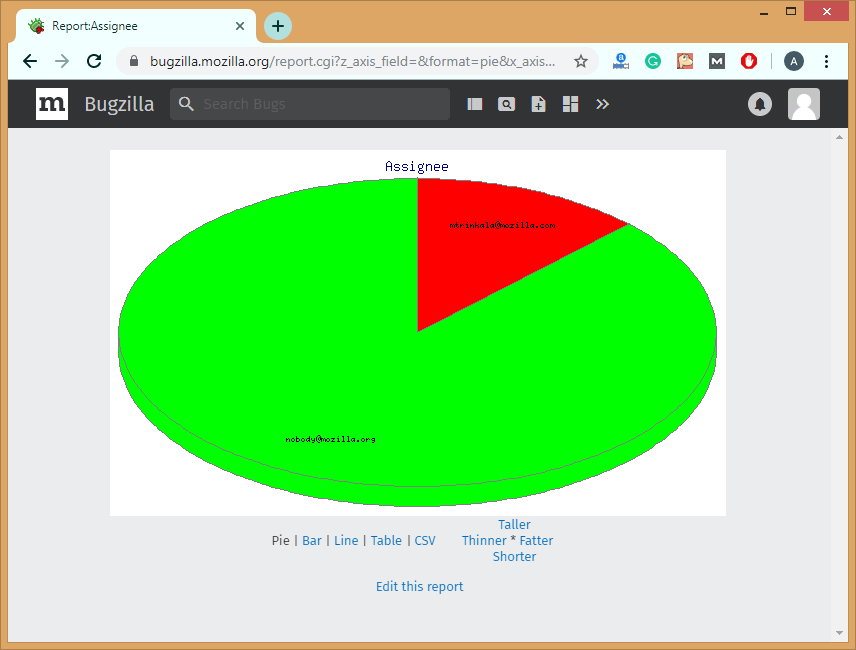 Report:Assignee
bugzilla.mozilla.org/report.cgi?z_axis_field=&format=pie&x_axis...
a
G
M
A
m Bugzilla Search Bugs
Assignee
mtrinkala@mozilla.com
nobody@mozilla.org
Taller
Pie | Bar | Line | Table | CSV Thinner * Fatter
Shorter
Edit this report